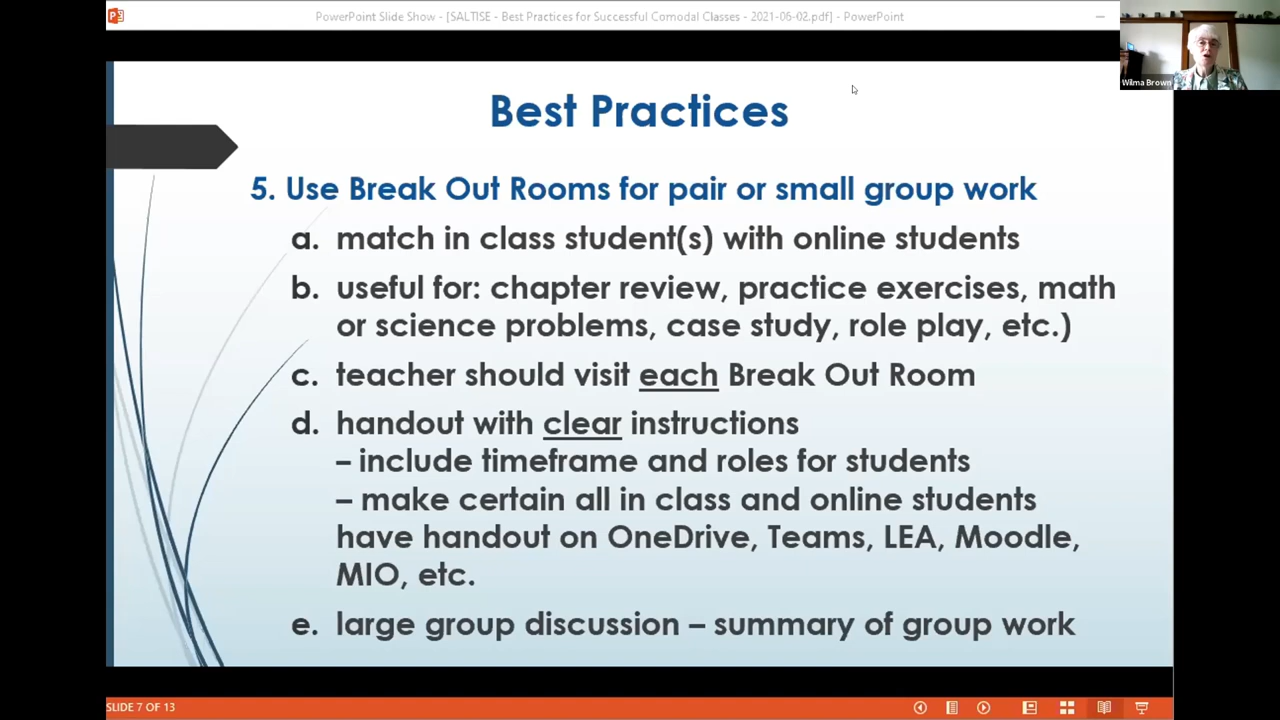 PowerPoint Slide Show - [SALTISE - Best Practices for Successful Comodal Classes - 2021-06-02.pdf] - PowerPoint
Wilma Brown
Best Practices
5. Use Break Out Rooms for pair or small group work
a. match in class student(s) with online students
b. useful for: chapter review, practice exercises, math
or science problems, case study, role play, etc.)
c. teacher should visit each Break Out Room
d. handout with clear instructions
– include timeframe and roles for students
– make certain all in class and online students
have handout on OneDrive, Teams, LEA, Moodle,
MIO, etc.
e. large group discussion – summary of group work
SLIDE 7 OF 13